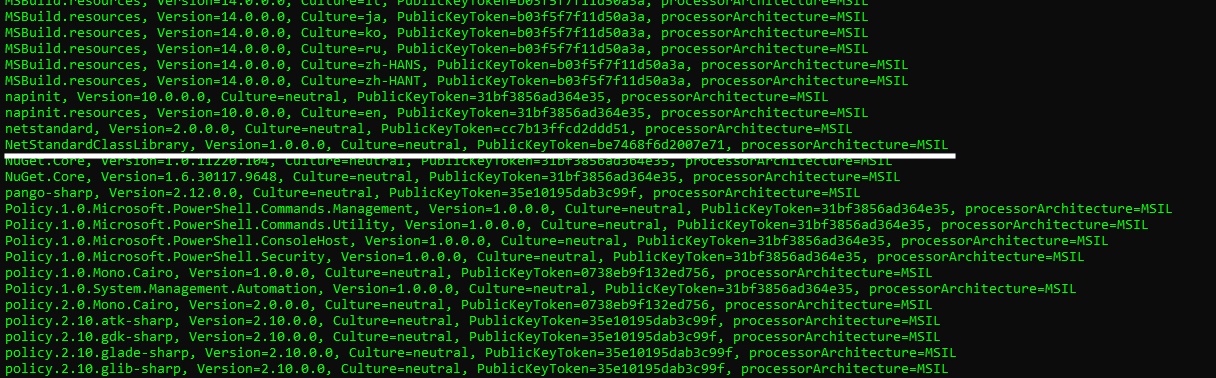 MSBuild.resources, Version=14.0.0.0, Culture=it, PublicKeyToken=b03f5f7f11d50a3a, processorArchitecture=MSIL
MSBuild.resources, Version=14.0.0.0, Culture=ja, PublicKeyToken=b03f5f7f11d50a3a, processorArchitecture=MSIL
MSBuild.resources, Version=14.0.0.0, Culture=ko, PublicKeyToken=b03f5f7f11d50a3a, processorArchitecture=MSIL
MSBuild.resources, Version=14.0.0.0, Culture=ru, PublicKeyToken=b03f5f7f11d50a3a, processorArchitecture=MSIL
MSBuild.resources, Version=14.0.0.0, Culture=zh-HANS, PublicKeyToken=b03f5f7f11d50a3a, processorArchitecture=MSIL
MSBuild.resources, Version=14.0.0.0, Culture=zh-HANT, PublicKeyToken=b03f5f7f11d50a3a, processorArchitecture=MSIL
napinit, Version=10.0.0.0, Culture=neutral, PublicKeyToken=31bf3856ad364e35, processorArchitecture=MSIL
napinit.resources, Version=10.0.0.0, Culture=en, PublicKeyToken=31bf3856ad364e35, processorArchitecture=MSIL
netstandard, Version=2.0.0.0, Culture=neutral, PublicKeyToken=cc7b13ffcd2ddd51, processorArchitecture=MSIL
NetStandardClassLibrary, Version=1.0.0.0, Culture=neutral, PublicKeyToken=be7468f6d2007e71, processorArchitecture=MSIL
NuGet.Core, Version=1.0.11220.104, Culture=neutral, PublicKeyToken=31bf3856ad364e35, processorArchitecture=MSIL
NuGet.Core, Version=1.6.30117.9648, Culture=neutral, PublicKeyToken=31bf3856ad364e35, processorArchitecture=MSIL
pango-sharp, Version=2.12.0.0, Culture=neutral, PublicKeyToken=35e10195dab3c99f, processorArchitecture=MSIL
Policy.1.0.Microsoft.PowerShell.Commands.Management, Version=1.0.0.0, Culture=neutral, PublicKeyToken=31bf3856ad364e35, processorArchitecture=MSIL
Policy.1.0.Microsoft.PowerShell.Commands.Utility, Version=1.0.0.0, Culture=neutral, PublicKeyToken=31bf3856ad364e35, processorArchitecture=MSIL
Policy.1.0.Microsoft.PowerShell.ConsoleHost, Version=1.0.0.0, Culture=neutral, PublicKeyToken=31bf3856ad364e35, processorArchitecture=MSIL
Policy.1.0.Microsoft.PowerShell.Security, Version=1.0.0.0, Culture=neutral, PublicKeyToken=31bf3856ad364e35, processorArchitecture=MSIL
policy.1.0.Mono.Cairo, Version=1.0.0.0, Culture=neutral, PublicKeyToken=0738eb9f132ed756, processorArchitecture=MSIL
Policy.1.0.System.Management.Automation, Version=1.0.0.0, Culture=neutral, PublicKeyToken=31bf3856ad364e35, processorArchitecture=MSIL
policy.2.0.Mono.Cairo, Version=2.0.0.0, Culture=neutral, PublicKeyToken=0738eb9f132ed756, processorArchitecture=MSIL
policy.2.10.atk-sharp, Version=2.10.0.0, Culture=neutral, PublicKeyToken=35e10195dab3c99f, processorArchitecture=MSIL
policy.2.10.gdk-sharp, Version=2.10.0.0, Culture=neutral, PublicKeyToken=35e10195dab3c99f, processorArchitecture=MSIL
policy.2.10.glade-sharp, Version=2.10.0.0, Culture=neutral, PublicKeyToken=35e10195dab3c99f, processorArchitecture=MSIL
policy.2.10.glib-sharp, Version=2.10.0.0, Culture=neutral, PublicKeyToken=35e10195dab3c99f, processorArchitecture=MSIL